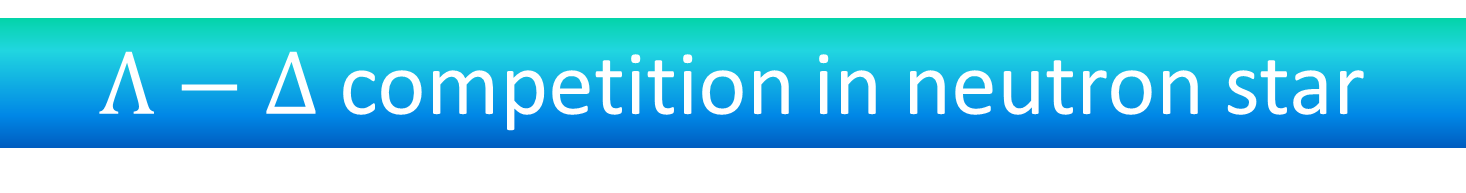 Λ − Δ competition in neutron star